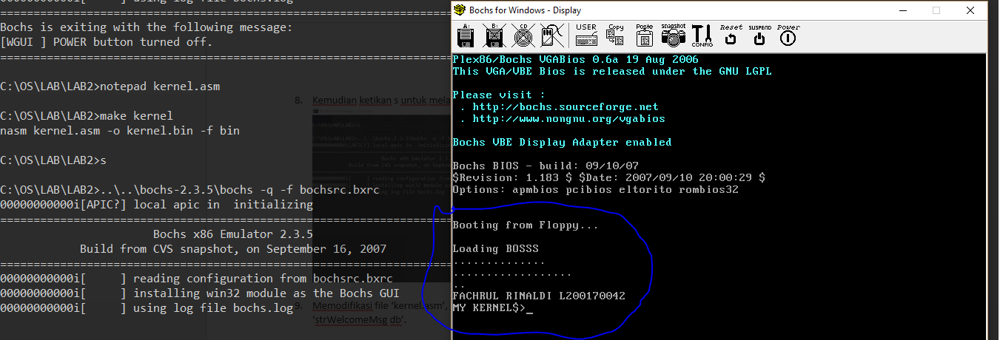 00000000000i[     ] using log file bochs.log
========================================================================
Bochs is exiting with the following message:
[WGUI ] POWER button turned off.
========================================================================
C:\OS\LAB\LAB2>notepad kernel.asm
C:\OS\LAB\LAB2>make kernel
nasm kernel.asm -o kernel.bin -f bin
C:\OS\LAB\LAB2>s
C:\OS\LAB\LAB2>..\..\bochs-2.3.5\bochs -q -f bochsrc.bxrc
00000000000i[APIC?] local apic in  initializing
========================================================================
Bochs x86 Emulator 2.3.5
Build from CVS snapshot, on September 16, 2007
========================================================================
00000000000i[     ] reading configuration from bochsrc.bxrc
00000000000i[     ] installing win32 module as the Bochs GUI
00000000000i[     ] using log file bochs.log
8. Kemudian ketikan s untuk mela
9. Memodifikasi file 'kernel.asm',
'strWelcomeMsg db'.
Bochs for Windows - Display
A:
B:
CD
USER
Copy
Poste
snapshot
CONFIG
Reset
SUSPEND
Power
Plex86/Bochs VGABios 0.6a 19 Aug 2006
This VGA/VBE Bios is released under the GNU LGPL
Please visit :
. http://bochs.sourceforge.net
. http://www.nongnu.org/vgabios
Bochs VBE Display Adapter enabled
Bochs BIOS - build: 09/10/07
$Revision: 1.183 $ $Date: 2007/09/10 20:00:29 $
Options: apmbios pcibios eltorito rombios32
Booting from Floppy...
Loading BOSSS
..............
..................
..
FACHRUL RINALDI L200170042
MY KERNEL$>_